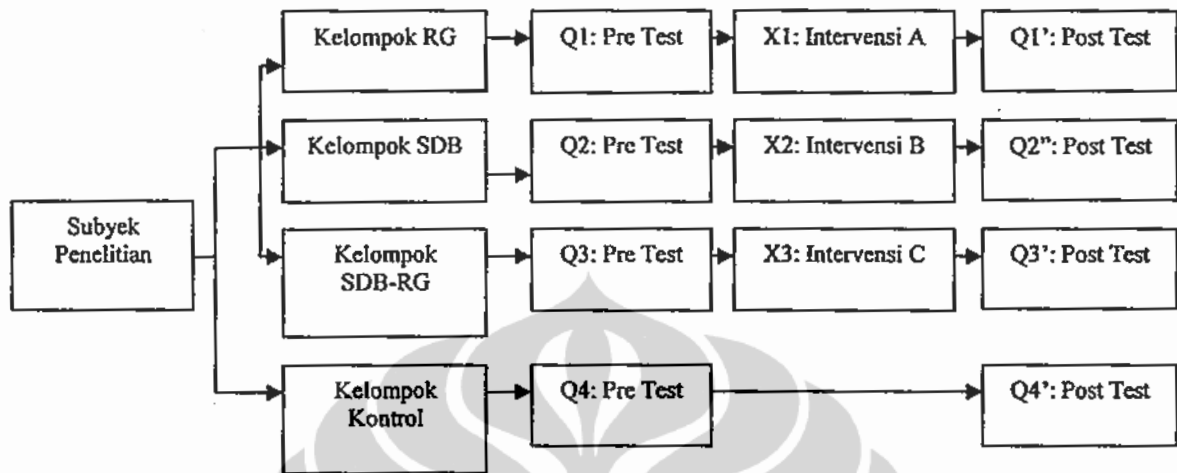 Kelompok RG
Q1: Pre Test
X1: Intervensi A
Q1’: Post Test
Kelompok SDB
Q2: Pre Test
X2: Intervensi B
Q2”: Post Test
Subyek
Penelitian
Kelompok
SDB-RG
Q3: Pre Test
X3: Intervensi C
Q3’: Post Test
Kelompok
Kontrol
Q4: Pre Test
Q4’: Post Test